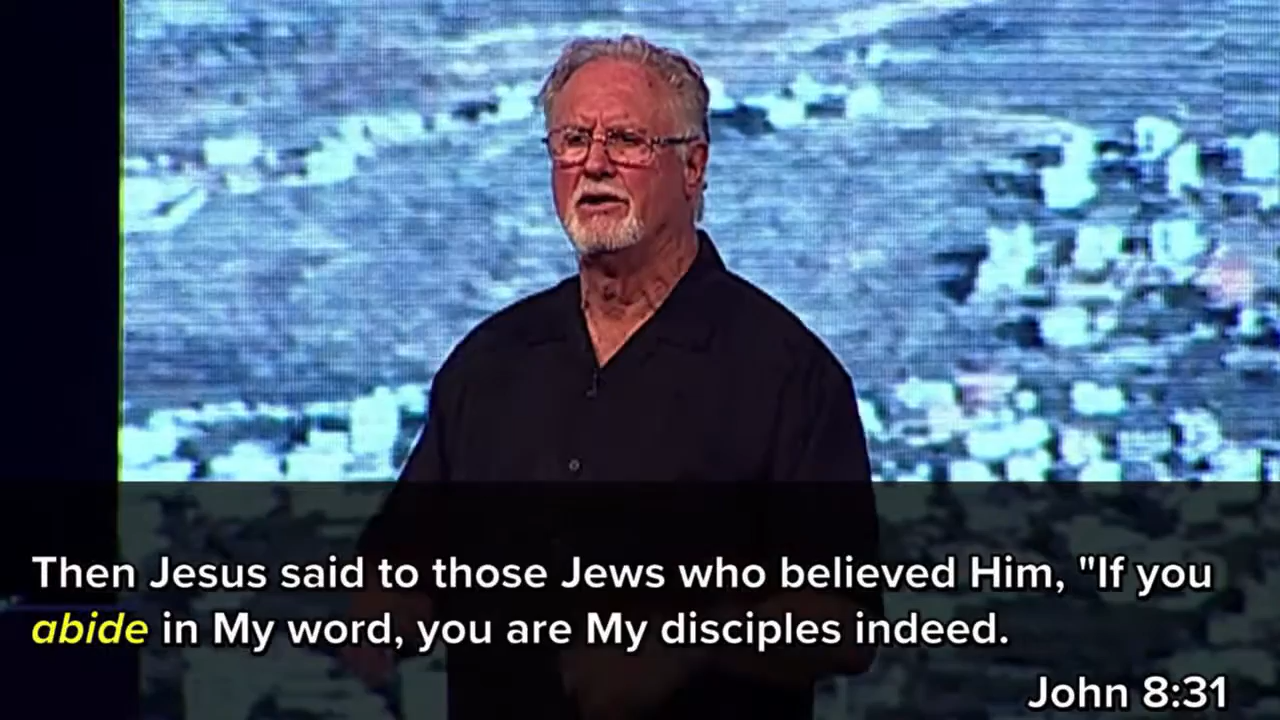 Then Jesus said to those Jews who believed Him, "If you
abide in My word, you are My disciples indeed.
John 8:31